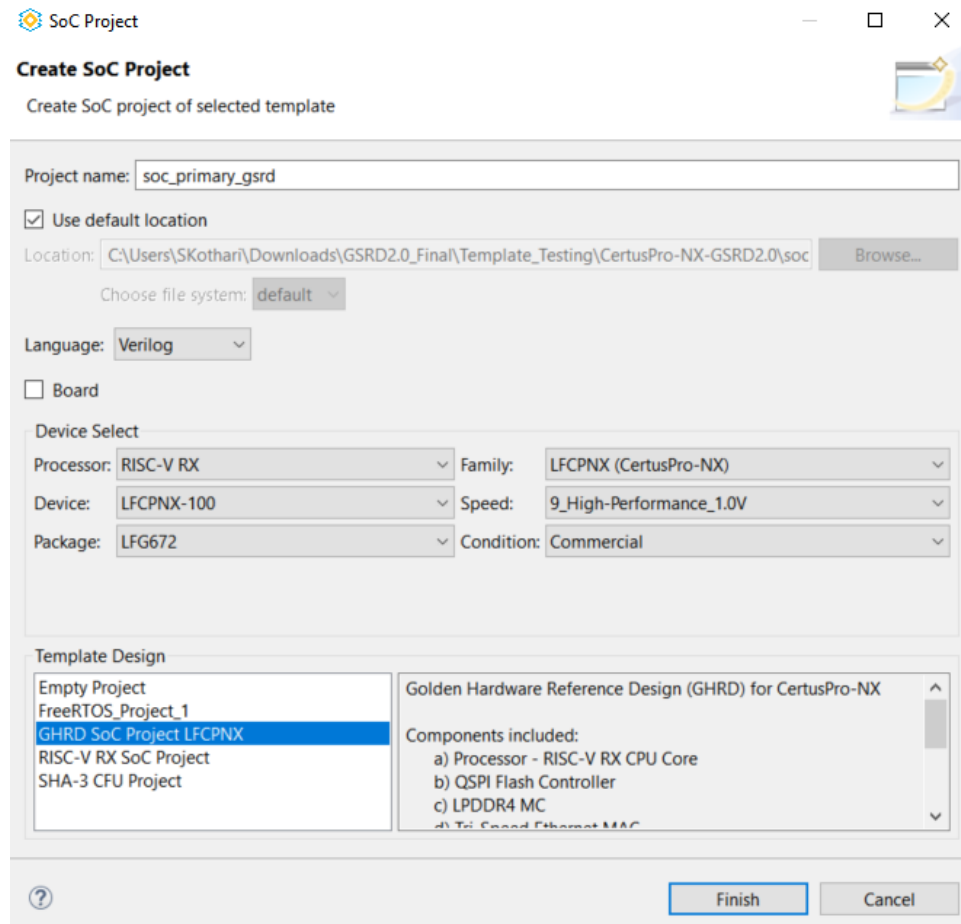 SoC Project
Create SoC Project
Create SoC project of selected template
Project name: soc_primary_gsrd
Use default location
Location: C:\Users\SKothari\Downloads\GSRD2.0_Final\Template_Testing\CertusPro-NX-GSRD2.0\soc Browse...
Choose file system: default
Language: Verilog
Board
Device Select
Processor: RISC-V RX Family: LFCPNX (CertusPro-NX)
Device: LFCPNX-100 Speed: 9_High-Performance_1.0V
Package: LFG672 Condition: Commercial
Template Design
Empty Project
FreeRTOS_Project_1
GHRD SoC Project LFCPNX
RISC-V RX SoC Project
SHA-3 CFU Project
Golden Hardware Reference Design (GHRD) for CertusPro-NX
Components included:
a) Processor - RISC-V RX CPU Core
b) QSPI Flash Controller
c) LPDDR4 MC
d) Tri-Speed Ethernet MAC
? Finish Cancel